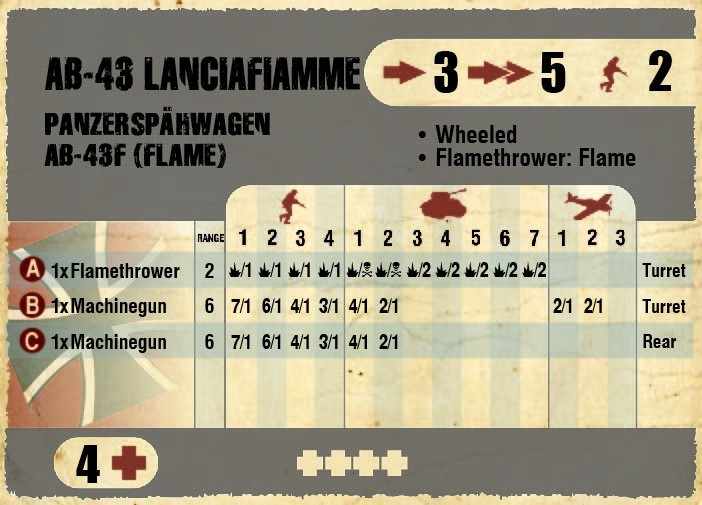 AB-43 LANCIAFIAMME 3 5 2
PANZERSPÄHWAGEN
AB-43F (FLAME)
• Wheeled
• Flamethrower: Flame
RANGE 1 2 3 4 1 2 3 4 5 6 7 1 2 3
A 1x Flamethrower 2 /1 /1 /1 /1 / / /2 /2 /2 /2 /2 Turret
B 1x Machinegun 6 7/1 6/1 4/1 3/1 4/1 2/1 2/1 2/1 Turret
C 1x Machinegun 6 7/1 6/1 4/1 3/1 4/1 2/1 Rear
4